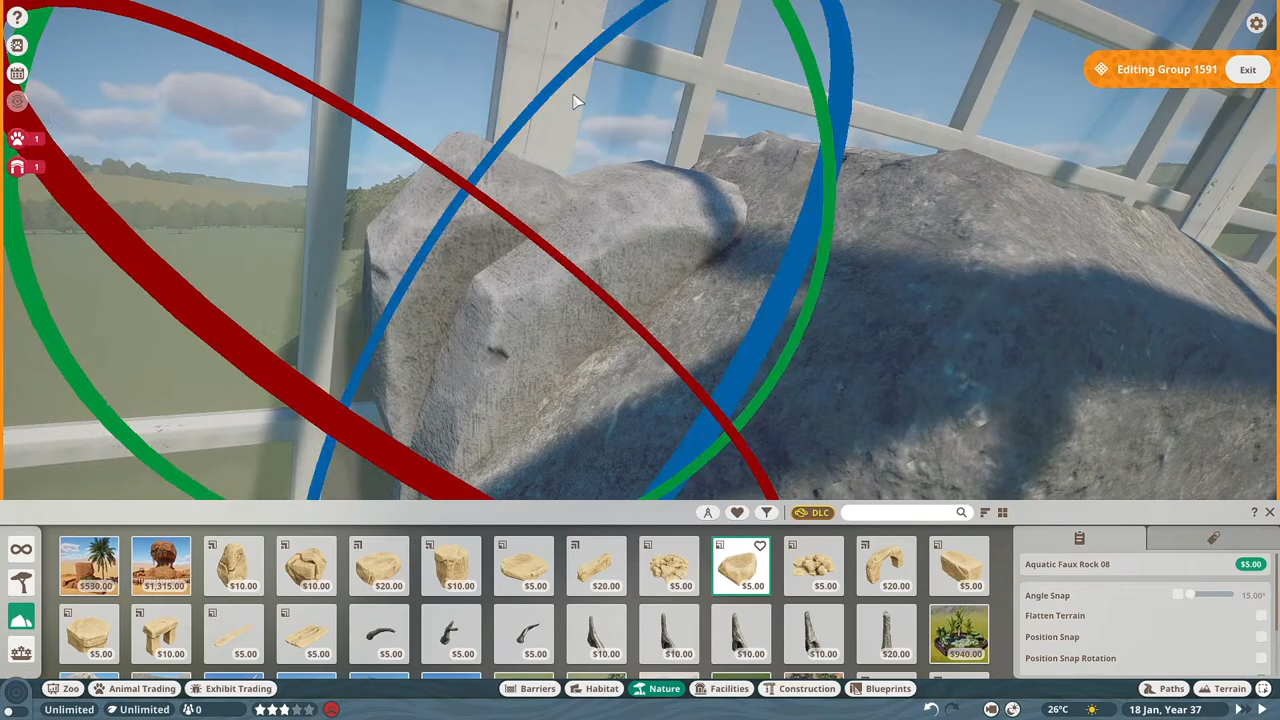 ?
Editing Group 1591
Exit
1
1
DLC
?
$530.00
$1,315.00
$10.00
$10.00
$20.00
$10.00
$5.00
$20.00
$5.00
$5.00
$5.00
$20.00
$5.00
$5.00
$10.00
$5.00
$5.00
$5.00
$5.00
$5.00
$10.00
$10.00
$10.00
$10.00
$20.00
$940.00
Aquatic Faux Rock 08
$5.00
Angle Snap
15.00°
Flatten Terrain
Position Snap
Position Snap Rotation
Zoo
Animal Trading
Exhibit Trading
Barriers
Habitat
Nature
Facilities
Construction
Blueprints
Paths
Terrain
Unlimited
Unlimited
0
26°C
18 Jan, Year 37